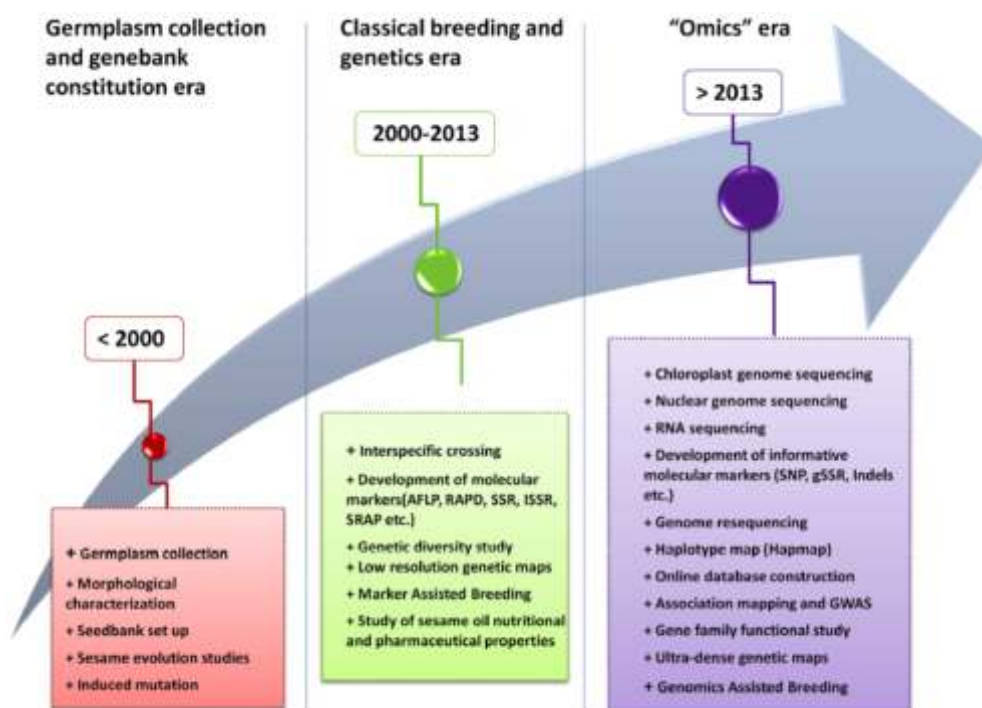 Germplasm collection
and genebank
constitution era
< 2000
+ Germplasm collection
+ Morphological
characterization
+ Seedbank set up
+ Sesame evolution studies
+ Induced mutation
Classical breeding and
genetics era
2000-2013
+ Interspecific crossing
+ Development of molecular
markers(AFLP, RAPD, SSR, ISSR,
SRAP etc.)
+ Genetic diversity study
+ Low resolution genetic maps
+ Marker Assisted Breeding
+ Study of sesame oil nutritional
and pharmaceutical properties
“Omics” era
> 2013
+ Chloroplast genome sequencing
+ Nuclear genome sequencing
+ RNA sequencing
+ Development of informative
molecular markers (SNP, gSSR, Indels
etc.)
+ Genome resequencing
+ Haplotype map (Hapmap)
+ Online database construction
+ Association mapping and GWAS
+ Gene family functional study
+ Ultra-dense genetic maps
+ Genomics Assisted Breeding